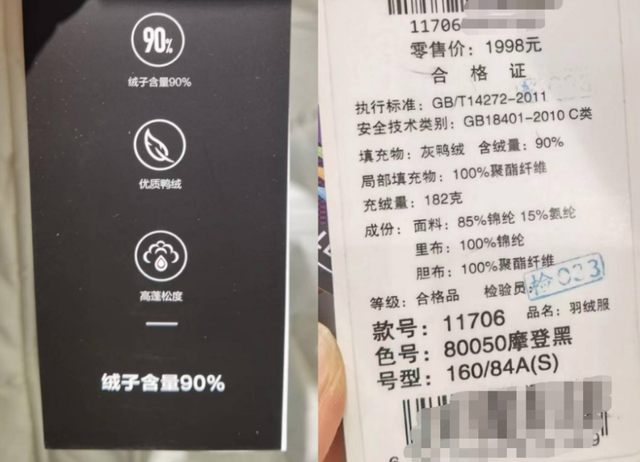 90%
绒子含量90%
优质鸭绒
高蓬松度
绒子含量90%
11706
零售价：1998元
合格证
执行标准：GB/T14272-2011
安全技术类别：GB18401-2010 C类
填充物：灰鸭绒 含绒量：90%
局部填充物：100%聚酯纤维
充绒量：182克
成份：面料：85%锦纶 15%氨纶
里布：100%锦纶
胆布：100%聚酯纤维
等级：合格品 检验员：
检033
款号：11706 品名：羽绒服
色号：80050摩登黑
号型：160/84A(S)
6